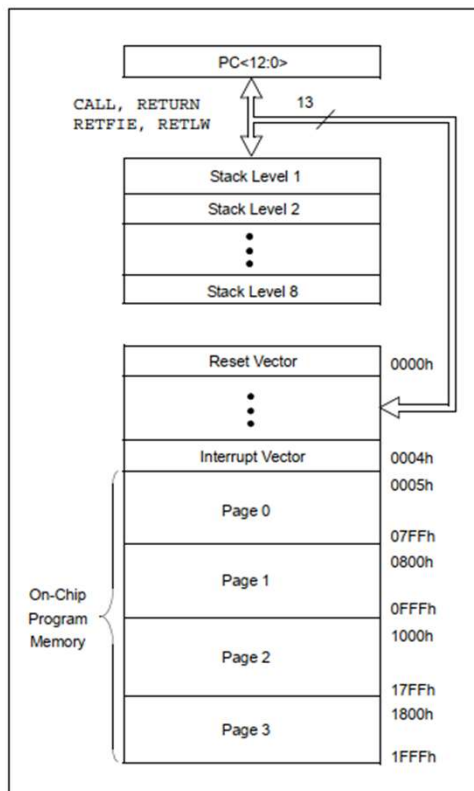 PC<12:0>
CALL, RETURN
RETFIE, RETLW
13
Stack Level 1
Stack Level 2
Stack Level 8
Reset Vector
0000h
Interrupt Vector
0004h
0005h
Page 0
07FFh
0800h
Page 1
On-Chip
Program
Memory
0FFFh
1000h
Page 2
17FFh
1800h
Page 3
1FFFh